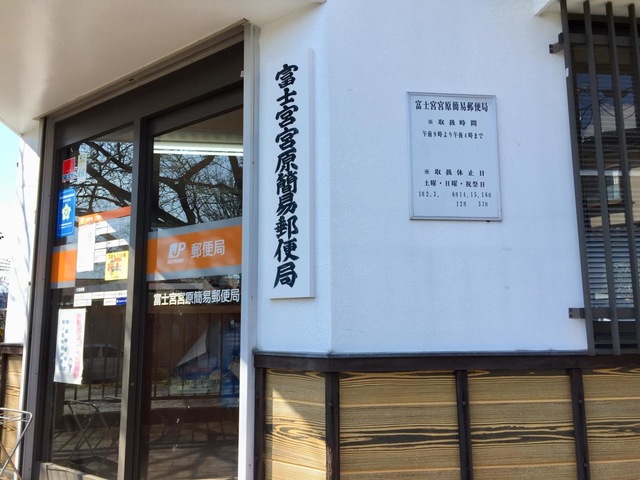 富士宮宮原簡易郵便局
富士宮宮原簡易郵便局
※取扱時間
午前9時より午後4時まで
※取扱休止日
土曜・日曜・祝祭日
JP 郵便局
富士宮宮原簡易郵便局